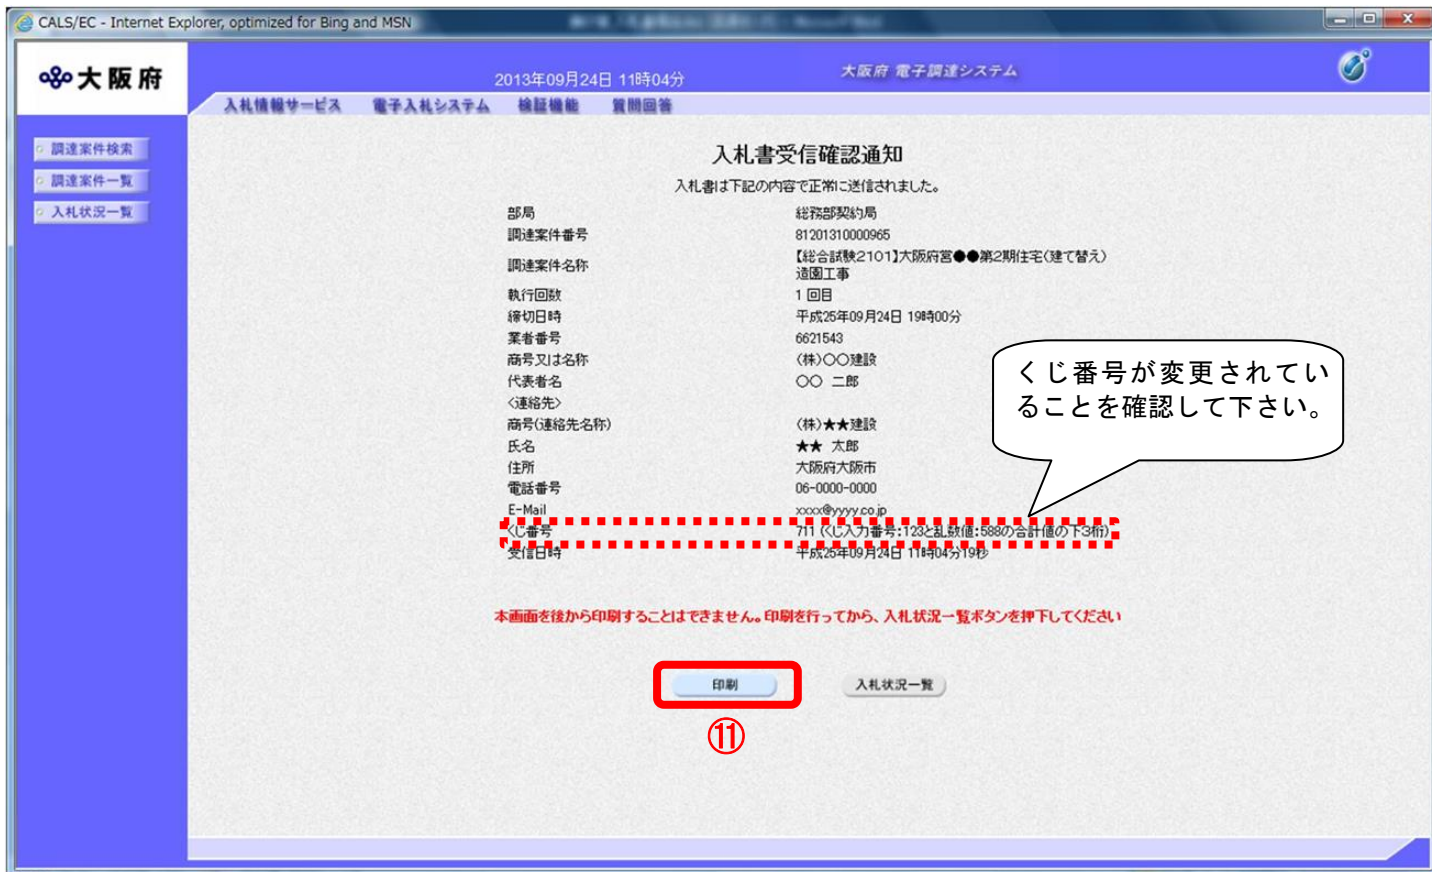 CALS/EC - Internet Explorer, optimized for Bing and MSN
大阪府
2013年09月24日 11時04分
大阪府 電子調達システム
入札情報サービス 電子入札システム 検証機能 質問回答
調達案件検索
調達案件一覧
入札状況一覧
入札書受信確認通知
入札書は下記の内容で正常に送信されました。
部局 総務部契約局
調達案件番号 81201310000965
調達案件名称 【総合試験2101】大阪府営●●第2期住宅(建て替え)
造園工事
執行回数 1 回目
締切日時 平成25年09月24日 19時00分
業者番号 6621543
商号又は名称 (株)〇〇建設
代表者名 〇〇 二郎
<連絡先>
商号(連絡先名称) (株)★★建設
氏名 ★★ 太郎
住所 大阪府大阪市
電話番号 06-0000-0000
E-Mail xxxx@yyyy.co.jp
くじ番号 711 (くじ入力番号:123と乱数値:588の合計値の下3桁)
受信日時 平成25年09月24日 11時04分19秒
くじ番号が変更されてい
ることを確認して下さい。
本画面を後から印刷することはできません。印刷を行ってから、入札状況一覧ボタンを押下してください
印刷 入札状況一覧
⑪